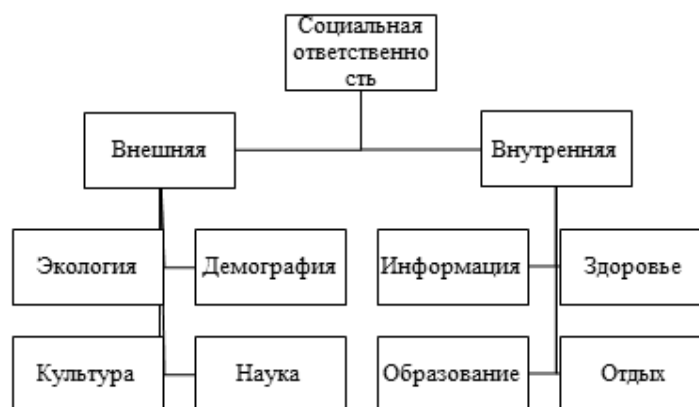 Социальная
ответственно
сть
Внешняя
Внутренняя
Экология
Демография
Информация
Здоровье
Культура
Наука
Образование
Отдых